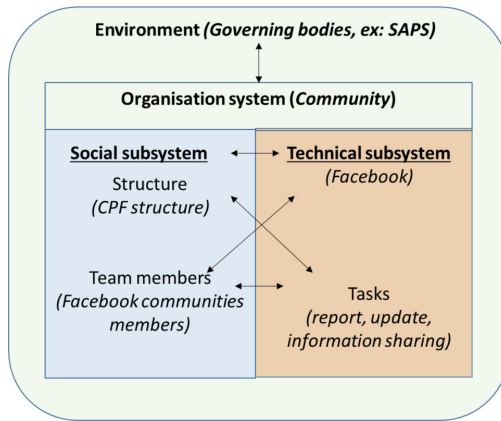 Environment (Governing bodies, ex: SAPS)
Organisation system (Community)
Social subsystem
Structure
(CPF structure)
Team members
(Facebook communities
members)
Technical subsystem
(Facebook)
Tasks
(report, update,
information sharing)